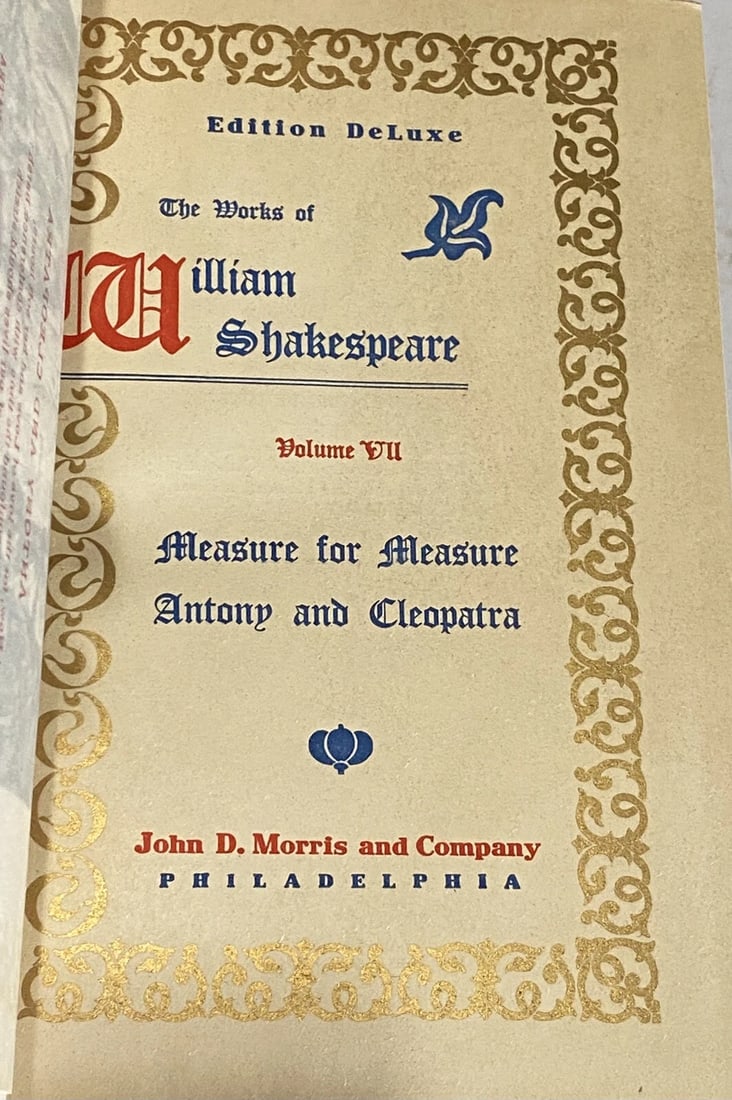 Edition DeLuxe
The Works of
William
Shakespeare
Volume VII
Measure for Measure
Antony and Cleopatra
John D. Morris and Company
PHILADELPHIA